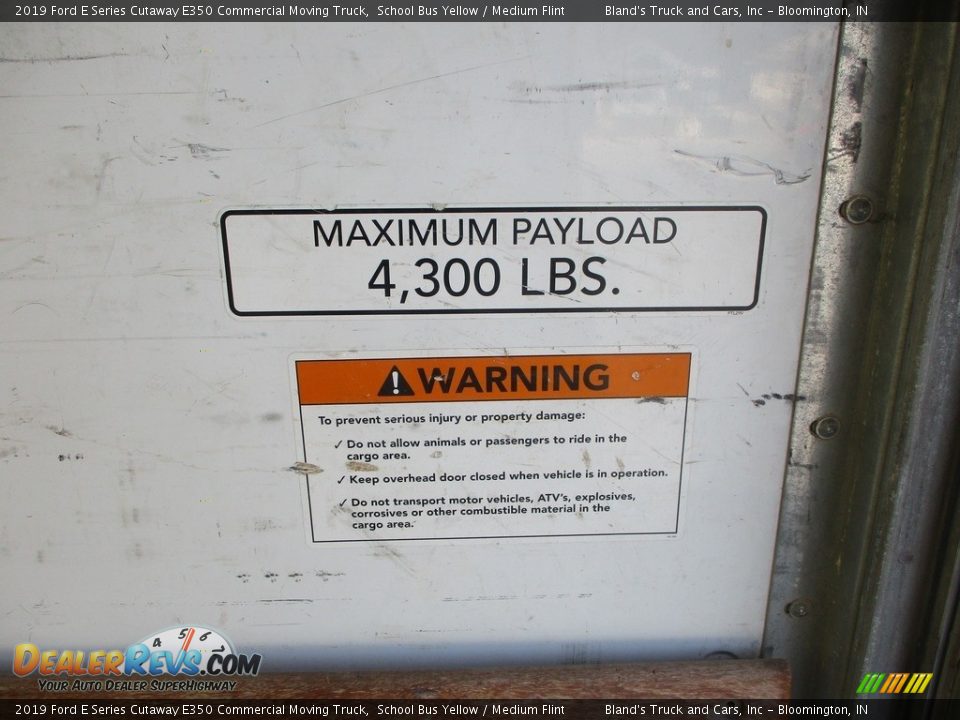 2019 Ford E Series Cutaway E350 Commercial Moving Truck,  School Bus Yellow / Medium Flint          Bland's Truck and Cars, Inc – Bloomington, IN
MAXIMUM PAYLOAD
4,300 LBS.
WARNING
To prevent serious injury or property damage:
✓ Do not allow animals or passengers to ride in the
cargo area.
✓ Keep overhead door closed when vehicle is in operation.
✓ Do not transport motor vehicles, ATV's, explosives,
corrosives or other combustible material in the
cargo area.
4 5 6
DealerRevs.com
Your Auto Dealer SuperHighway
2019 Ford E Series Cutaway E350 Commercial Moving Truck,  School Bus Yellow / Medium Flint          Bland's Truck and Cars, Inc – Bloomington, IN